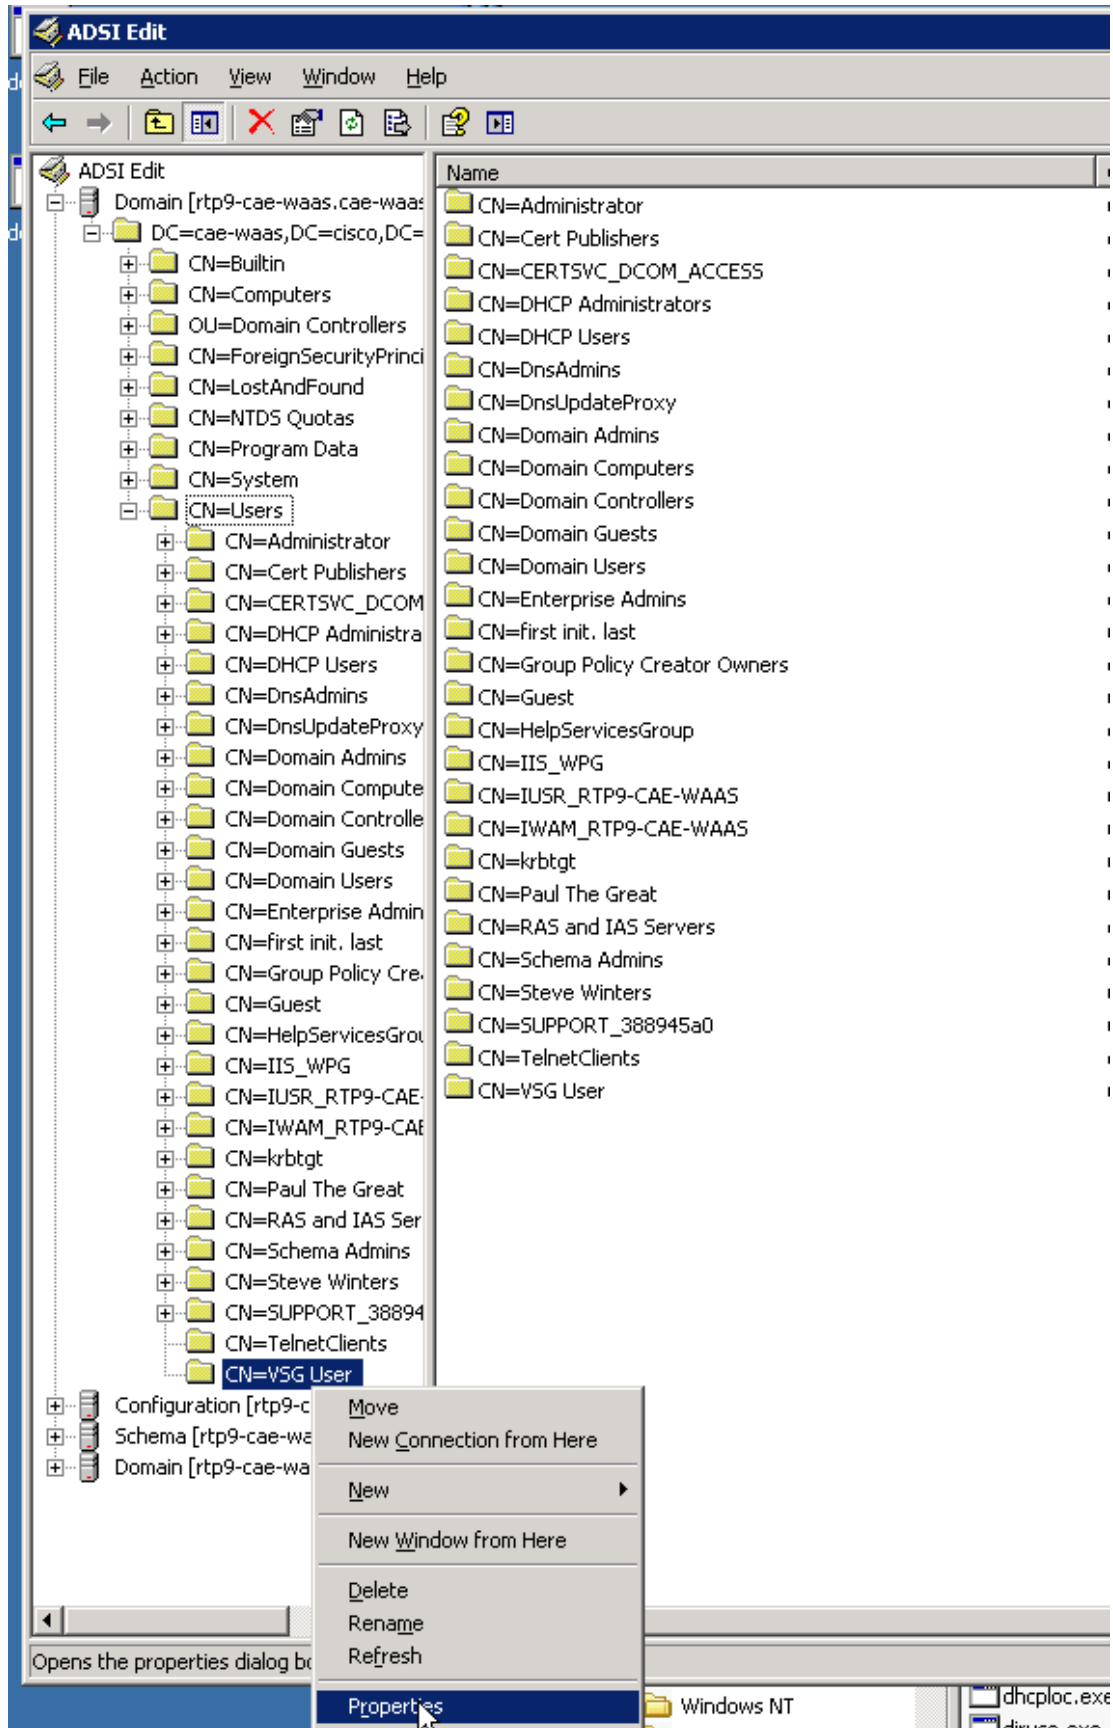 ADSI Edit
File Action View Window Help
ADSI Edit
Domain [rtp9-cae-waas.cae-waas
DC=cae-waas,DC=cisco,DC=
CN=Builtin
CN=Computers
OU=Domain Controllers
CN=ForeignSecurityPrinci
CN=LostAndFound
CN=NTDS Quotas
CN=Program Data
CN=System
CN=Users
CN=Administrator
CN=Cert Publishers
CN=CERTSVC_DCOM
CN=DHCP Administra
CN=DHCP Users
CN=DnsAdmins
CN=DnsUpdateProxy
CN=Domain Admins
CN=Domain Compute
CN=Domain Controlle
CN=Domain Guests
CN=Domain Users
CN=Enterprise Admin
CN=first init. last
CN=Group Policy Cre
CN=Guest
CN=HelpServicesGrou
CN=IIS_WPG
CN=IUSR_RTP9-CAE-
CN=IWAM_RTP9-CAE
CN=krbtgt
CN=Paul The Great
CN=RAS and IAS Ser
CN=Schema Admins
CN=Steve Winters
CN=SUPPORT_38894
CN=TelnetClients
CN=VSG User
Configuration [rtp9-c
Schema [rtp9-cae-wa
Domain [rtp9-cae-wa
Name
CN=Administrator
CN=Cert Publishers
CN=CERTSVC_DCOM_ACCESS
CN=DHCP Administrators
CN=DHCP Users
CN=DnsAdmins
CN=DnsUpdateProxy
CN=Domain Admins
CN=Domain Computers
CN=Domain Controllers
CN=Domain Guests
CN=Domain Users
CN=Enterprise Admins
CN=first init. last
CN=Group Policy Creator Owners
CN=Guest
CN=HelpServicesGroup
CN=IIS_WPG
CN=IUSR_RTP9-CAE-WAAS
CN=IWAM_RTP9-CAE-WAAS
CN=krbtgt
CN=Paul The Great
CN=RAS and IAS Servers
CN=Schema Admins
CN=Steve Winters
CN=SUPPORT_388945a0
CN=TelnetClients
CN=VSG User
Move
New Connection from Here
New
New Window from Here
Delete
Rename
Refresh
Properties
Opens the properties dialog bo
Windows NT
dhcploc.exe